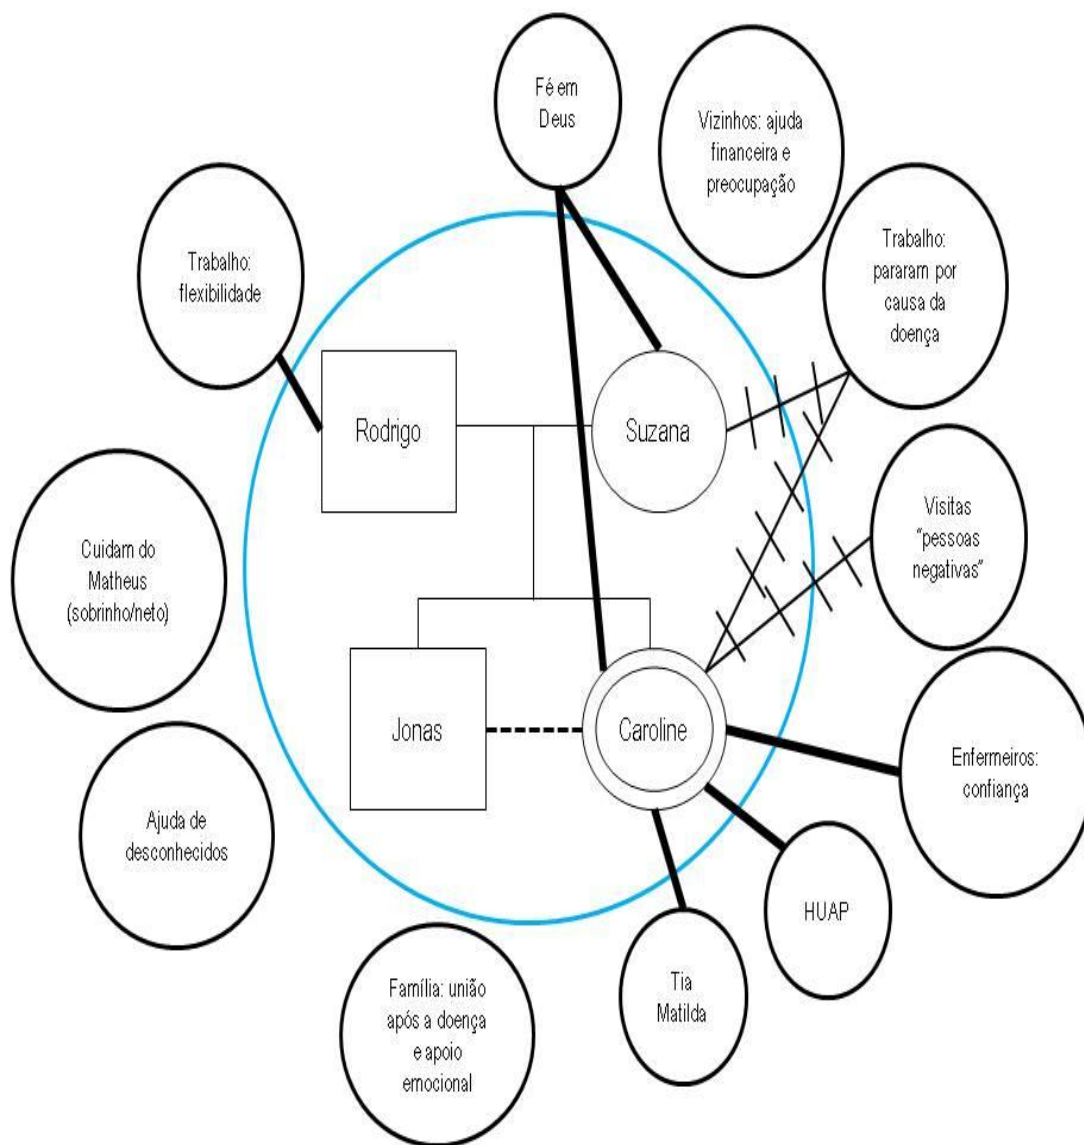 Fé em
Deus
Vizinhos: ajuda
financeira e
preocupação
Trabalho:
flexibilidade
Trabalho:
pararam por
causa da
doença
Rodrigo
Suzana
Visitas
"pessoas
negativas"
Cuidam do
Matheus
(sobrinho/neto)
Jonas
Caroline
Enfermeiros:
confiança
Ajuda de
desconhecidos
HUAP
Tia
Matilda
Família: união
após a doença
e apoio
emocional